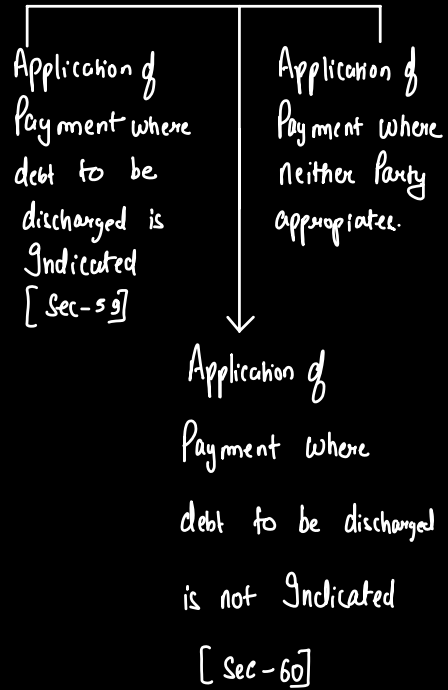 Application of
Payment where
debt to be
discharged is
Indicated
[Sec-59]
Application of
Payment where
neither Party
appropiates.
Application of
Payment where
debt to be discharged
is not Indicated
[Sec-60]